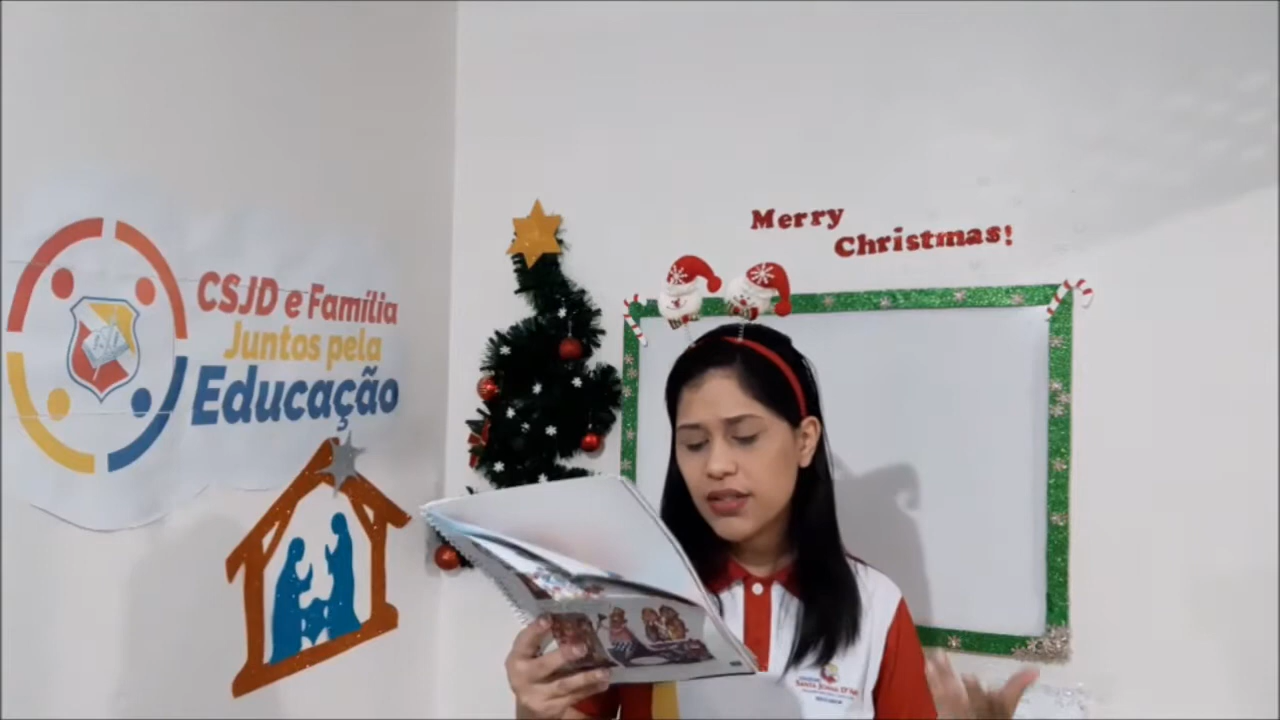 CSJD e Família
Juntos pela
Educação
Merry
Christmas!